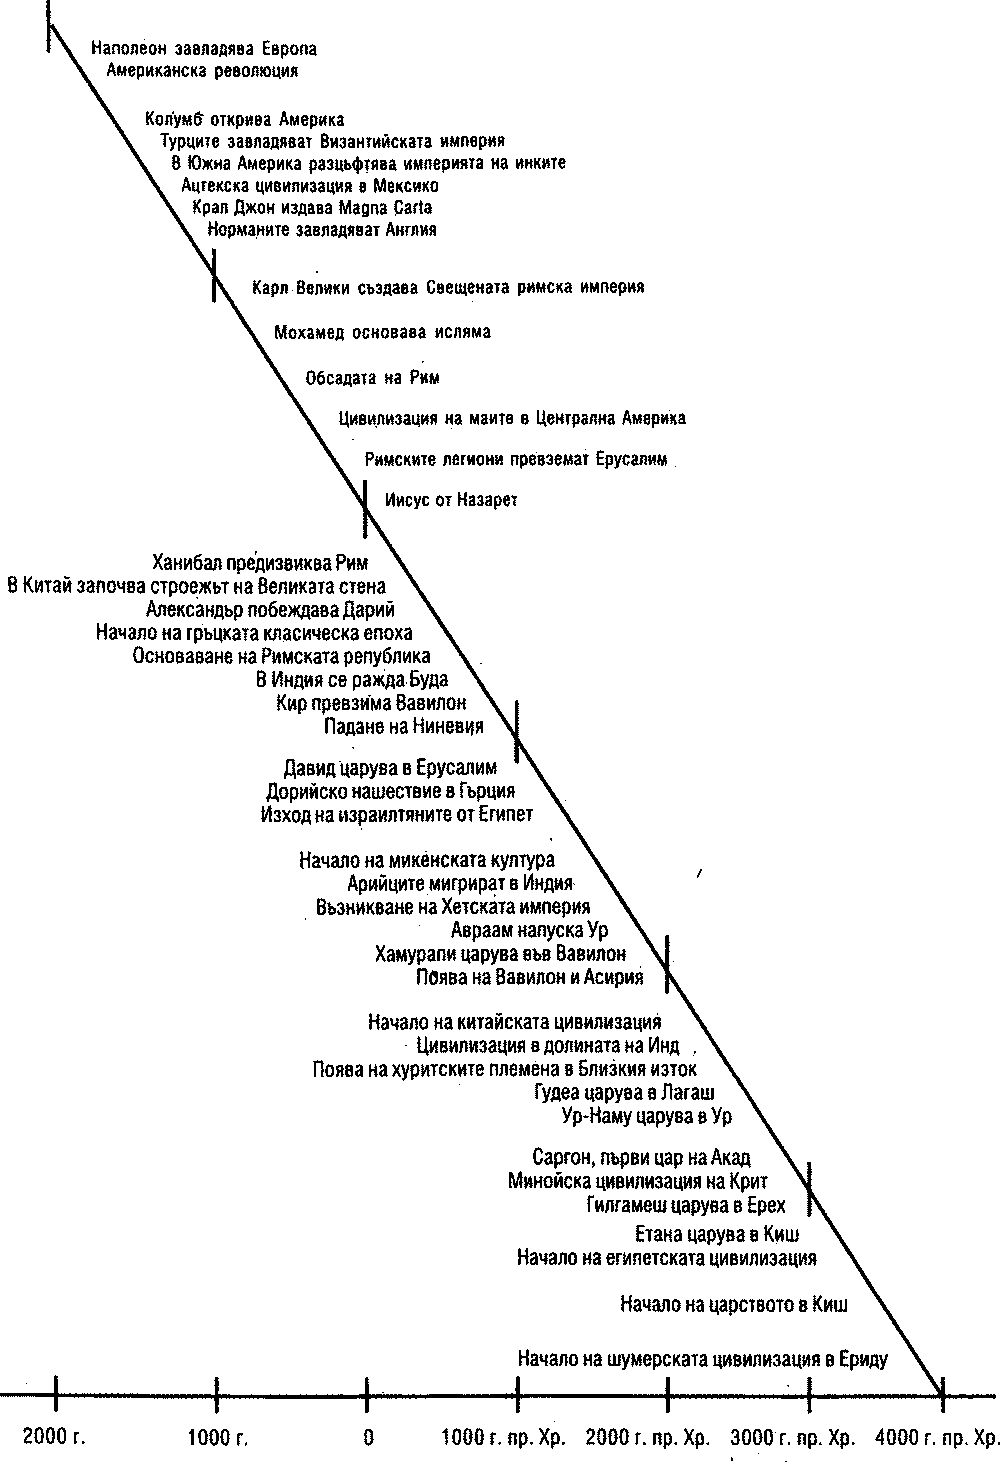 Наполеон завладява Европа
Американска революция
Колумб открива Америка
Турците завладяват Византийската империя
В Южна Америка разцъфтява империята на инките
Ацтекска цивилизация в Мексико
Крал Джон издава Magna Carta
Норманите завладяват Англия
Карл Велики създава Свещената римска империя
Мохамед основава исляма
Обсадата на Рим
Цивилизация на маите в Централна Америка
Римските легиони превземат Ерусалим
Иисус от Назарет
Ханибал предизвиква Рим
В Китай започва строежът на Великата стена
Александър побеждава Дарий
Начало на гръцката класическа епоха
Основаване на Римската република
В Индия се ражда Буда
Кир превзима Вавилон
Падане на Ниневия
Давид царува в Ерусалим
Дорийско нашествие в Гърция
Изход на израилтяните от Египет
Начало на микенската култура
Арийците мигрират в Индия
Възникване на Хетската империя
Авраам напуска Ур
Хамурапи царува във Вавилон
Поява на Вавилон и Асирия
Начало на китайската цивилизация
Цивилизация в долината на Инд
Поява на хуритските племена в Близкия изток
Гудеа царува в Лагаш
Ур-Наму царува в Ур
Саргон, първи цар на Акад
Минойска цивилизация на Крит
Гилгамеш царува в Ерех
Етана царува в Киш
Начало на египетската цивилизация
Начало на царството в Киш
Начало на шумерската цивилизация в Ериду
2000 г. 1000 г. 0 1000 г. пр. Хр. 2000 г. пр. Хр. 3000 г. пр. Хр. 4000 г. пр. Хр.